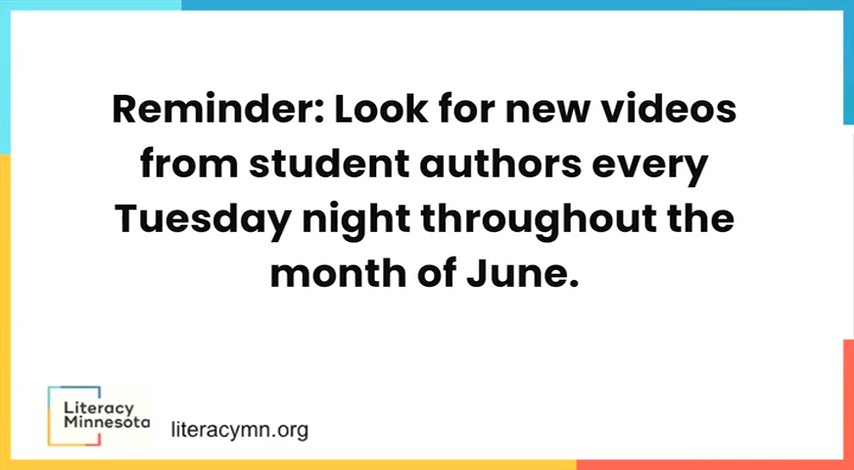 Reminder: Look for new videos
from student authors every
Tuesday night throughout the
month of June.
Literacy
Minnesota
literacymn.org